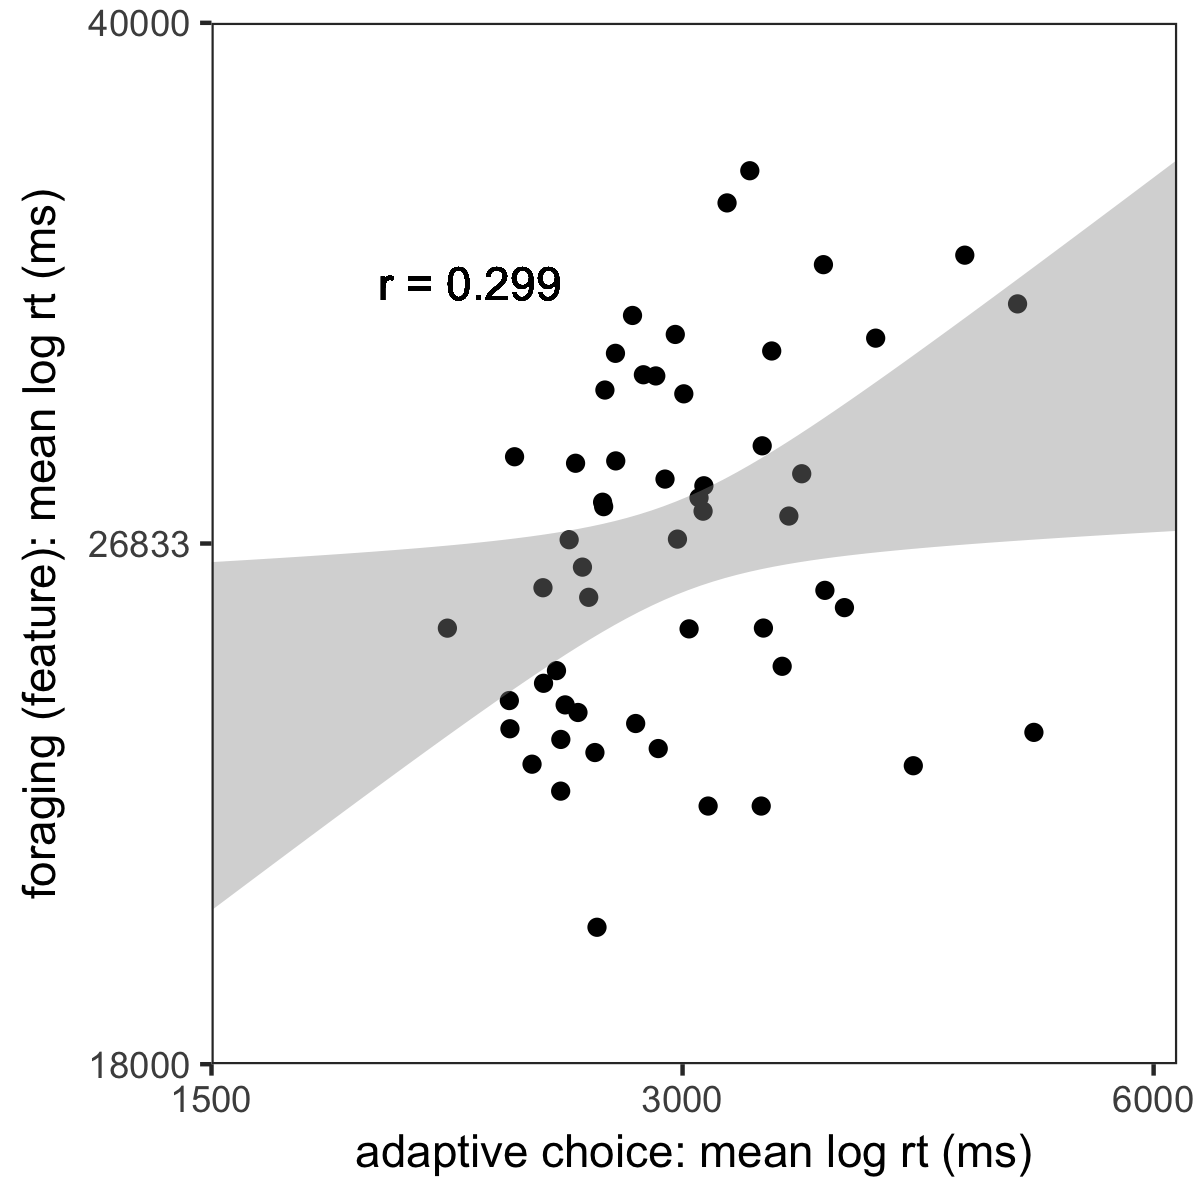 40000
r = 0.299
foraging (feature): mean log rt (ms)
26833
18000
1500 3000 6000
adaptive choice: mean log rt (ms)